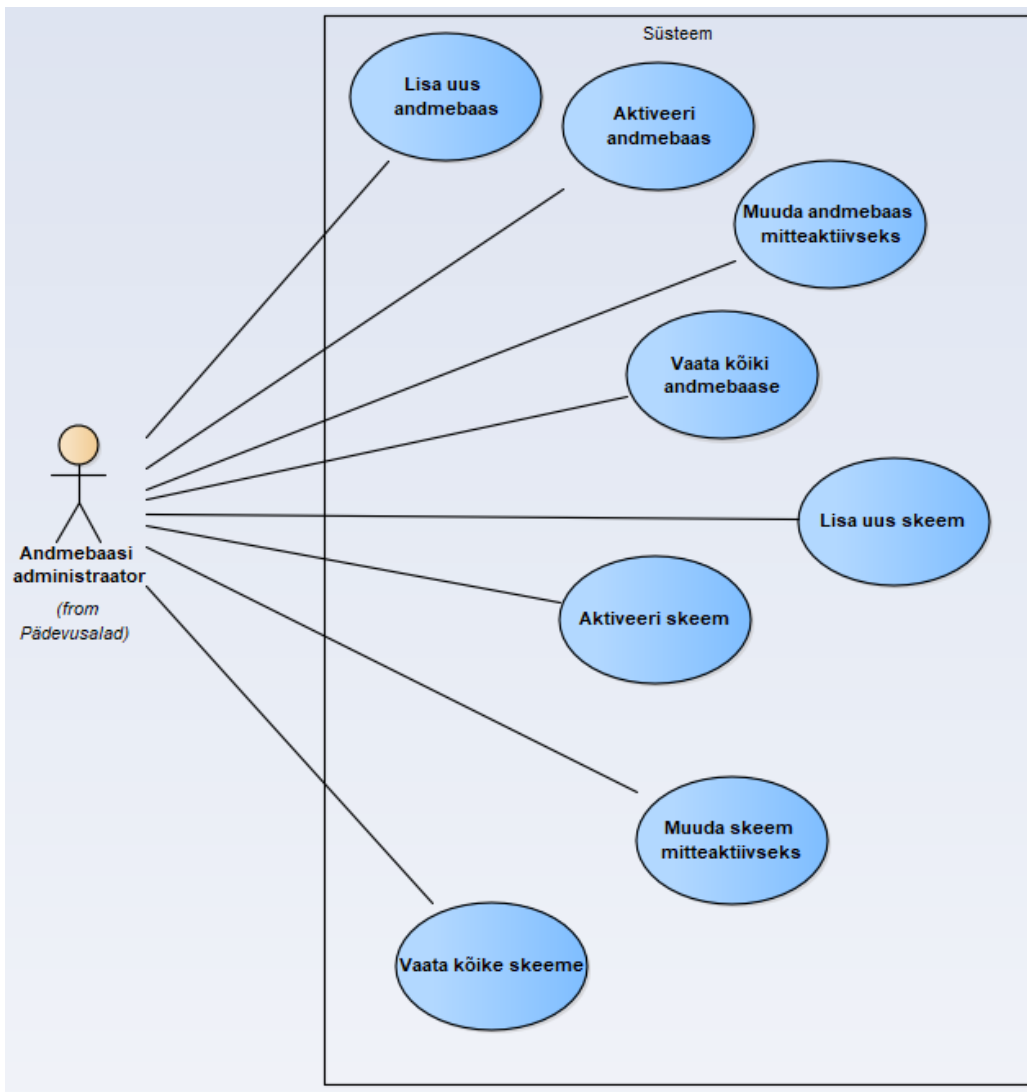 Süsteem
Lisa uus
andmebaas
Aktiveeri
andmebaas
Muuda andmebaas
mitteaktiivseks
Vaata kõiki
andmebaase
Lisa uus skeem
Andmebaasi
administraator
(from
Pädevusalad)
Aktiveeri skeem
Muuda skeem
mitteaktiivseks
Vaata kõike skeeme